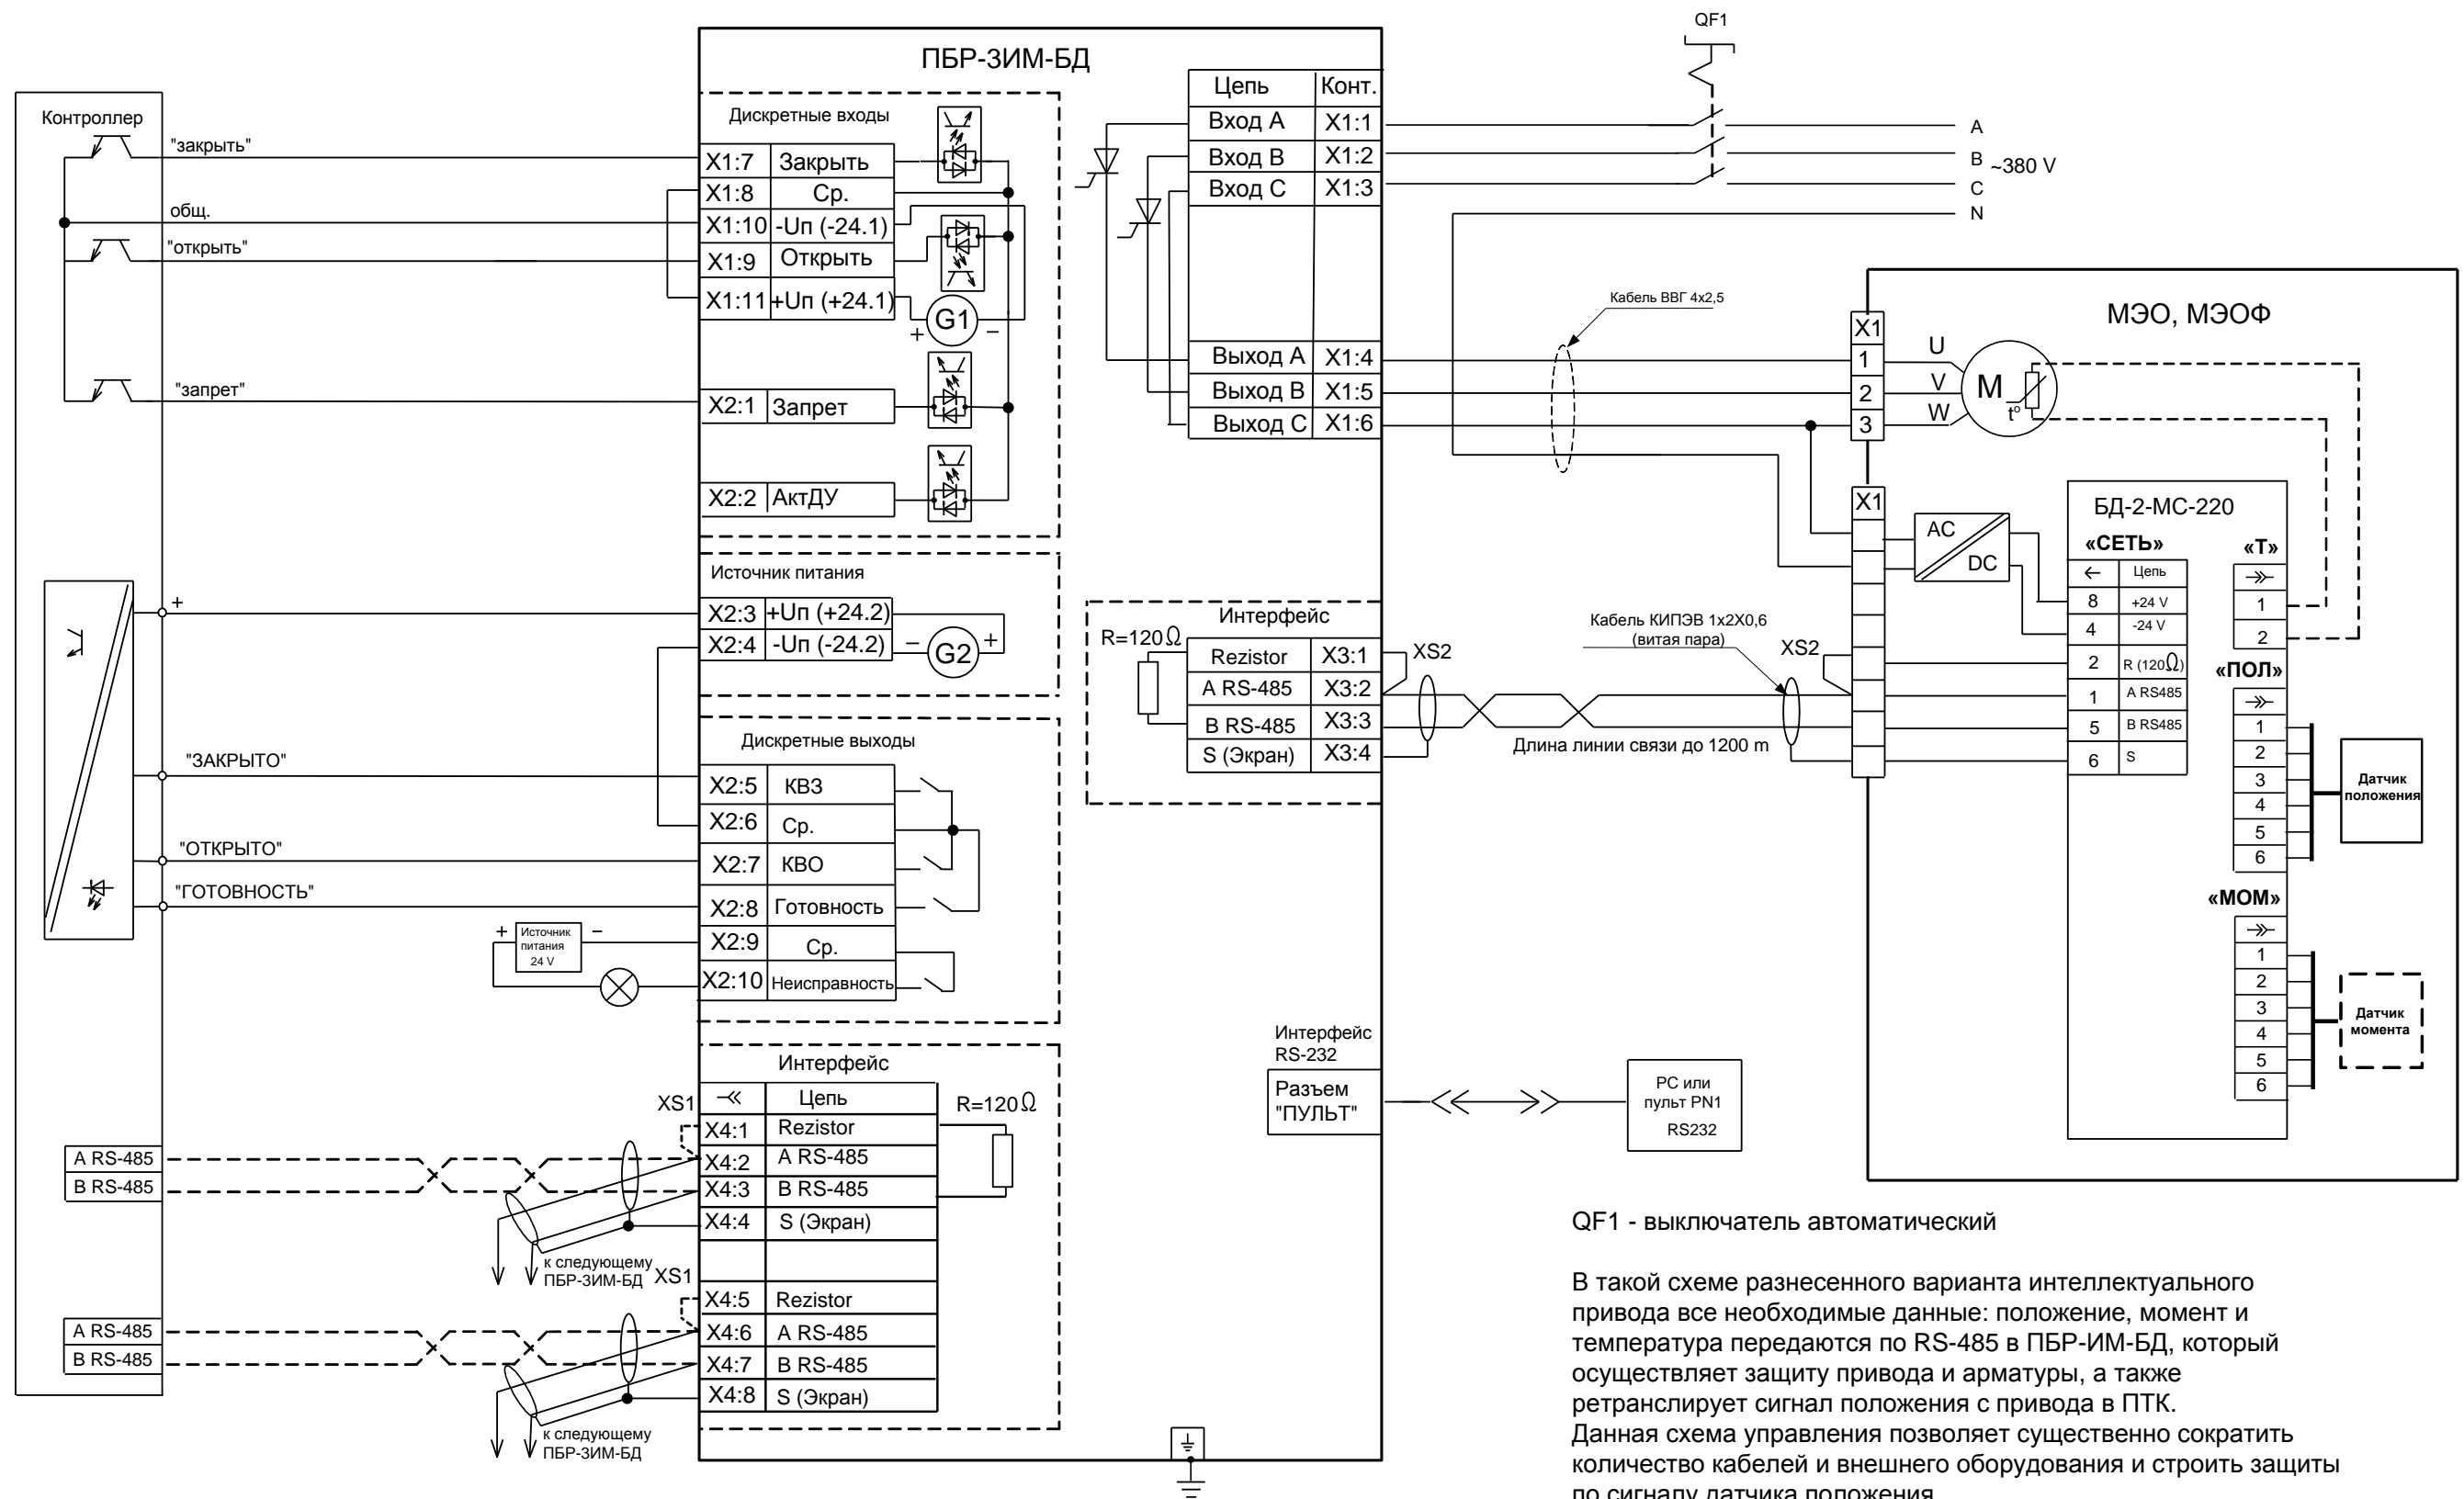 QF1
ПБР-3ИМ-БД
Контроллер
"закрыть"
общ.
"открыть"
"запрет"
Дискретные входы
X1:7 Закрыть
X1:8 Ср.
X1:10 -Uп (-24.1)
X1:9 Открыть
X1:11 +Uп (+24.1)
+ G1 −
X2:1 Запрет
X2:2 АктДУ
Источник питания
+
X2:3 +Uп (+24.2)
X2:4 -Uп (-24.2)
− G2 +
Дискретные выходы
"ЗАКРЫТО"
X2:5 КВЗ
X2:6 Ср.
"ОТКРЫТО"
X2:7 КВО
"ГОТОВНОСТЬ"
X2:8 Готовность
X2:9 Ср.
X2:10 Неисправность
+ Источник −
питания
24 V
Интерфейс
XS1
Цепь
R=120Ω
X4:1 Rezistor
X4:2 A RS-485
X4:3 B RS-485
X4:4 S (Экран)
A RS-485
B RS-485
к следующему
ПБР-3ИМ-БД
XS1
X4:5 Rezistor
X4:6 A RS-485
X4:7 B RS-485
X4:8 S (Экран)
A RS-485
B RS-485
к следующему
ПБР-3ИМ-БД
Цепь Конт.
Вход А X1:1
Вход В X1:2
Вход С X1:3
Выход А X1:4
Выход В X1:5
Выход С X1:6
A
B
C
N
~380 V
Кабель ВВГ 4х2,5
Интерфейс
R=120Ω
Rezistor X3:1
A RS-485 X3:2
B RS-485 X3:3
S (Экран) X3:4
XS2
Кабель КИПЭВ 1х2Х0,6
(витая пара)
XS2
Длина линии связи до 1200 m
Интерфейс
RS-232
Разъем
"ПУЛЬТ"
PC или
пульт PN1
RS232
МЭО, МЭОФ
X1
1 U
2 V
3 W
M
t°
X1
AC
DC
БД-2-МС-220
«СЕТЬ»
Цепь
8 +24 V
4 -24 V
2 R (120Ω)
1 A RS485
5 B RS485
6 S
«Т»
1
2
«ПОЛ»
1
2
3
4
5
6
Датчик
положения
«МОМ»
1
2
3
4
5
6
Датчик
момента
QF1 - выключатель автоматический
В такой схеме разнесенного варианта интеллектуального
привода все необходимые данные: положение, момент и
температура передаются по RS-485 в ПБР-ИМ-БД, который
осуществляет защиту привода и арматуры, а также
ретранслирует сигнал положения с привода в ПТК.
Данная схема управления позволяет существенно сократить
количество кабелей и внешнего оборудования и строить защиты
по сигналу датчика положения